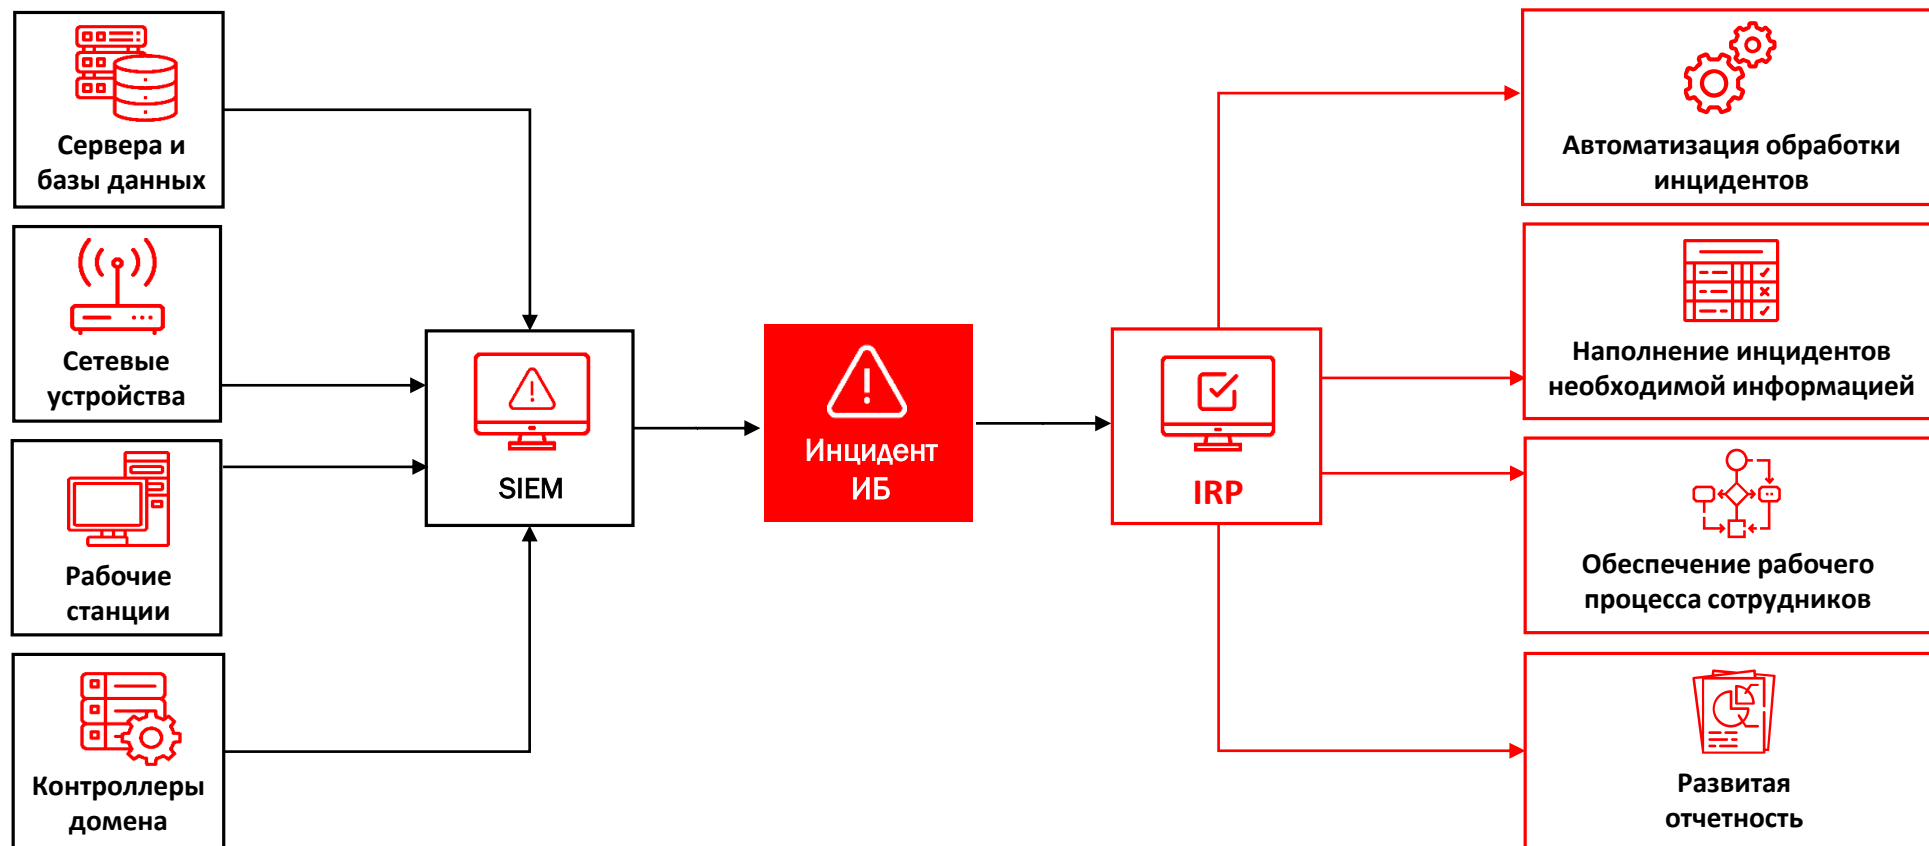 Сервера и
базы данных
Сетевые
устройства
Рабочие
станции
Контроллеры
домена
SIEM
Инцидент
ИБ
IRP
Автоматизация обработки
инцидентов
Наполнение инцидентов
необходимой информацией
Обеспечение рабочего
процесса сотрудников
Развитая
отчетность